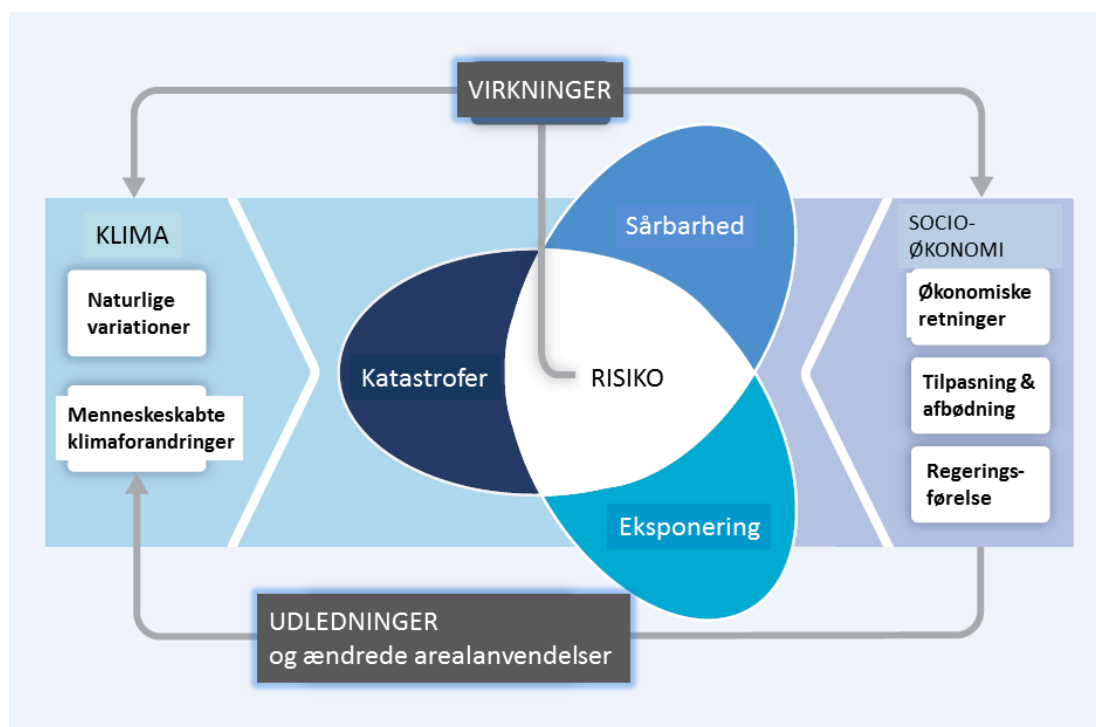 VIRKNINGER
KLIMA
Naturlige
variationer
Menneskeskabte
klimaforandringer
Sårbarhed
Katastrofer
RISIKO
Eksponering
SOCIO-
ØKONOMI
Økonomiske
retninger
Tilpasning &
afbødning
Regerings-
førelse
UDLEDNINGER
og ændrede arealanvendelser